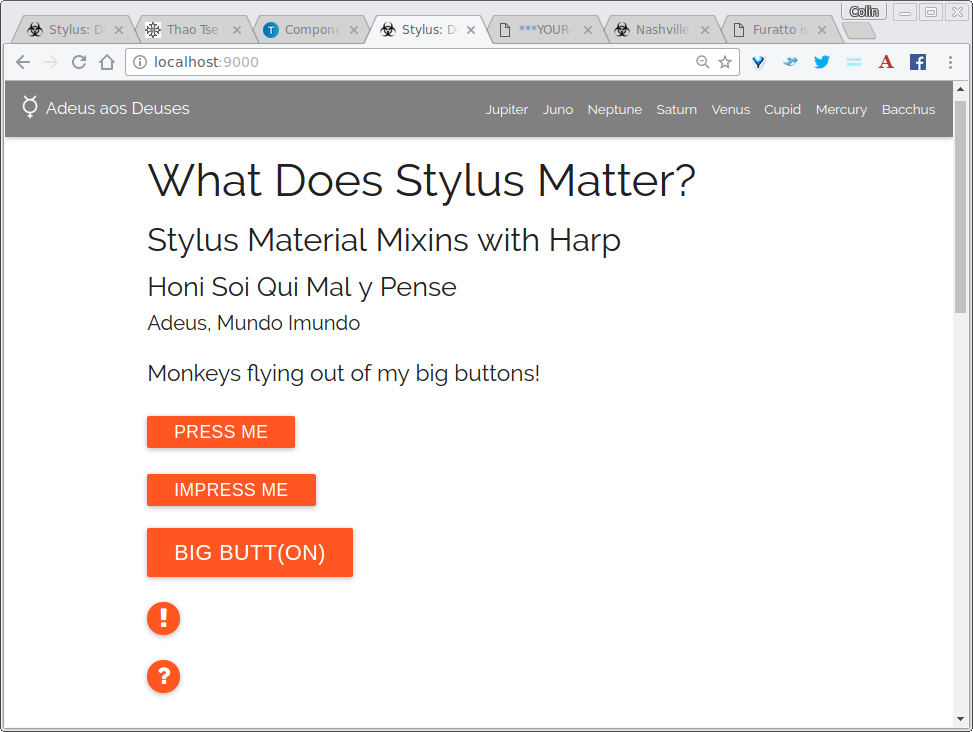 Colin
Stylus: D
Thao Tse
Compone
Stylus: D
***YOUR-
Nashville
Furatto is
localhost:9000
Adeus aos Deuses
Jupiter Juno Neptune Saturn Venus Cupid Mercury Bacchus
What Does Stylus Matter?
Stylus Material Mixins with Harp
Honi Soi Qui Mal y Pense
Adeus, Mundo Imundo
Monkeys flying out of my big buttons!
PRESS ME
IMPRESS ME
BIG BUTT(ON)
!
?